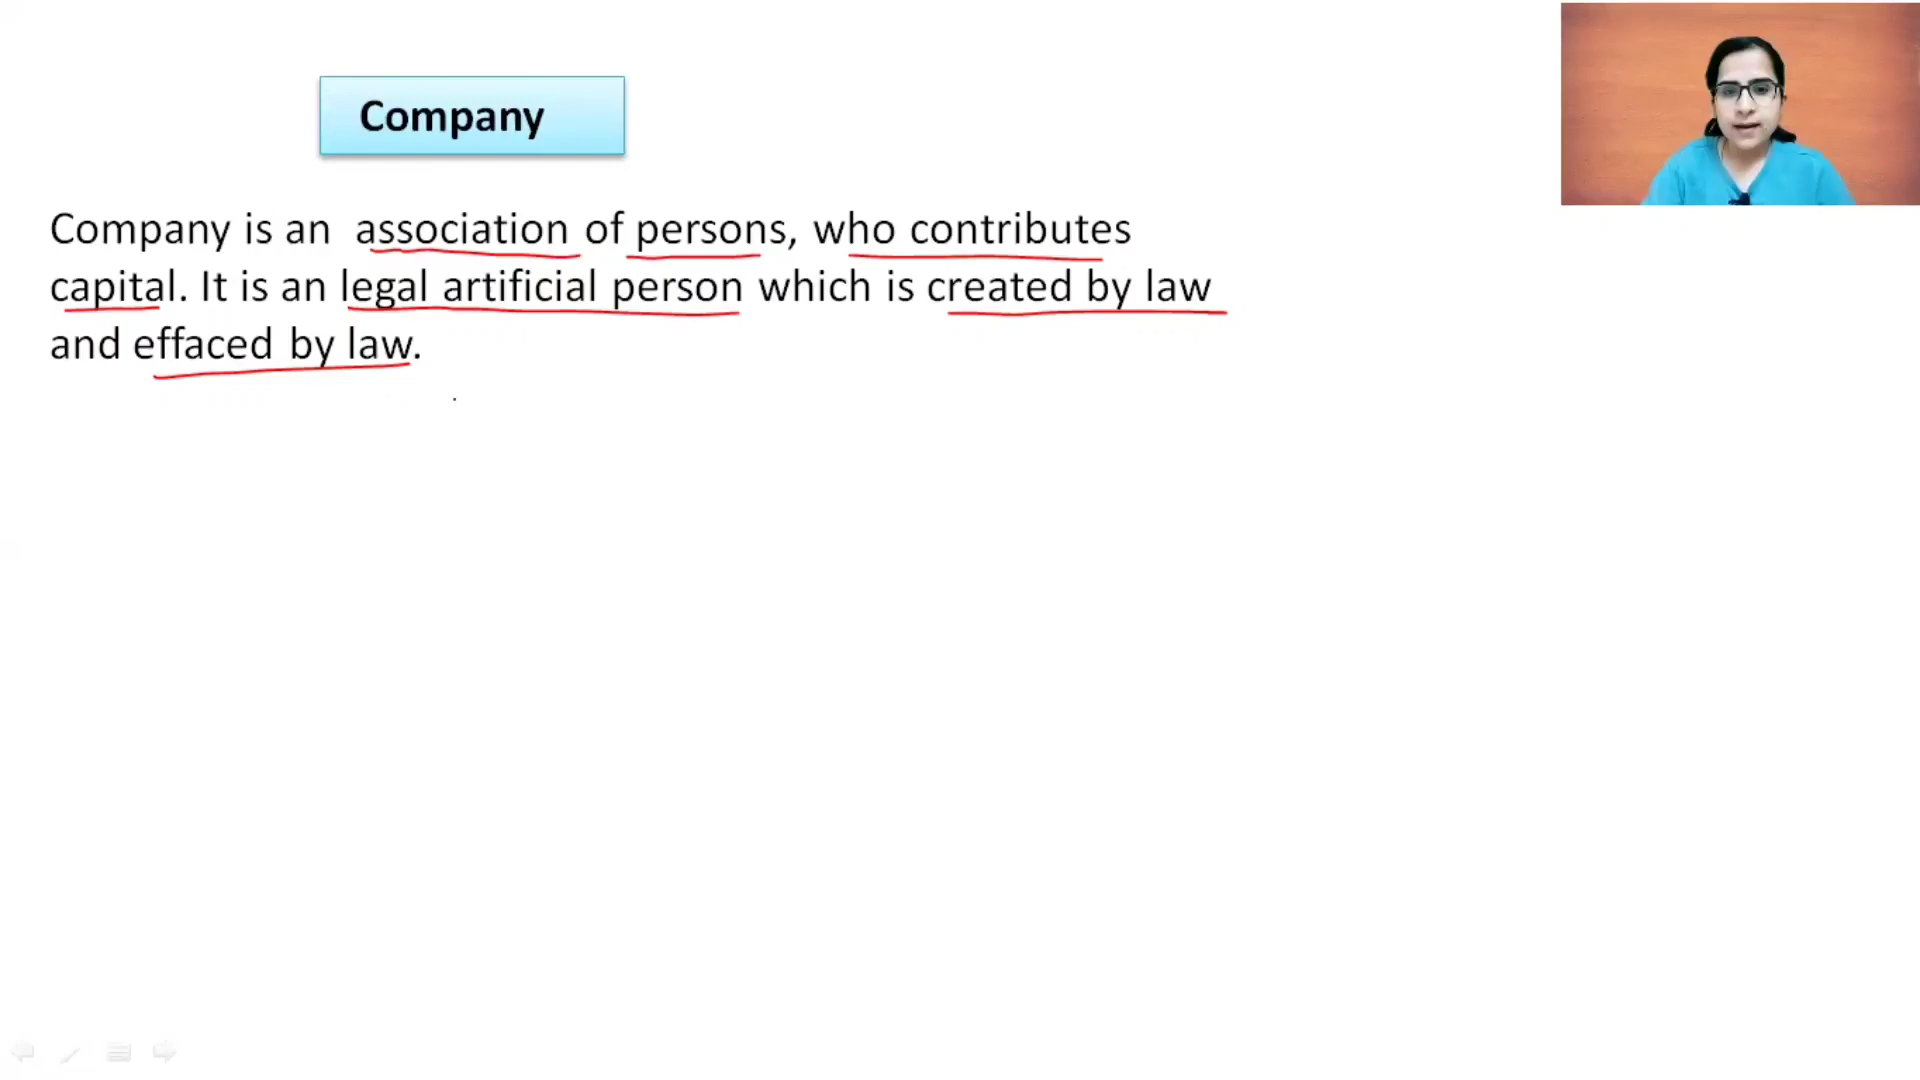 Company
Company is an association of persons, who contributes
capital. It is an legal artificial person which is created by law
and effaced by law.